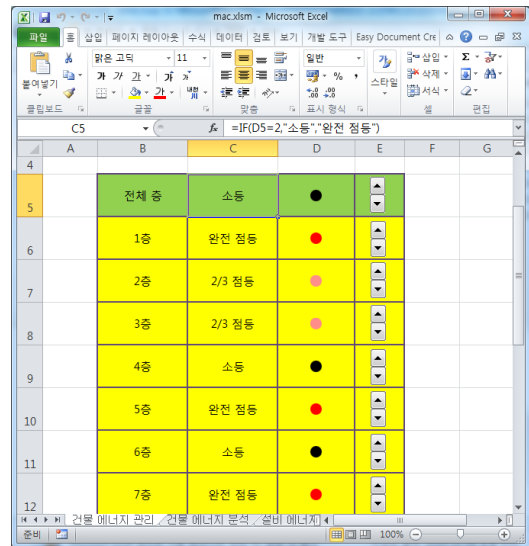 mac.xlsm - Microsoft Excel
파일 홈 삽입 페이지 레이아웃 수식 데이터 검토 보기 개발 도구 Easy Document Cre
붙여넣기 맑은 고딕 11 일반 스타일 삽입 삭제 서식
가 가 가 가 가 가 내천 % ,
클립보드 글꼴 맞춤 표시 형식 셀 편집
C5 fx =IF(D5=2,"소등","완전 점등")
A B C D E F G
4
5 전체 층 소등
6 1층 완전 점등
7 2층 2/3 점등
8 3층 2/3 점등
9 4층 소등
10 5층 완전 점등
11 6층 소등
12 7층 완전 점등
건물 에너지 관리 건물 에너지 분석 설비 에너지
준비 100%